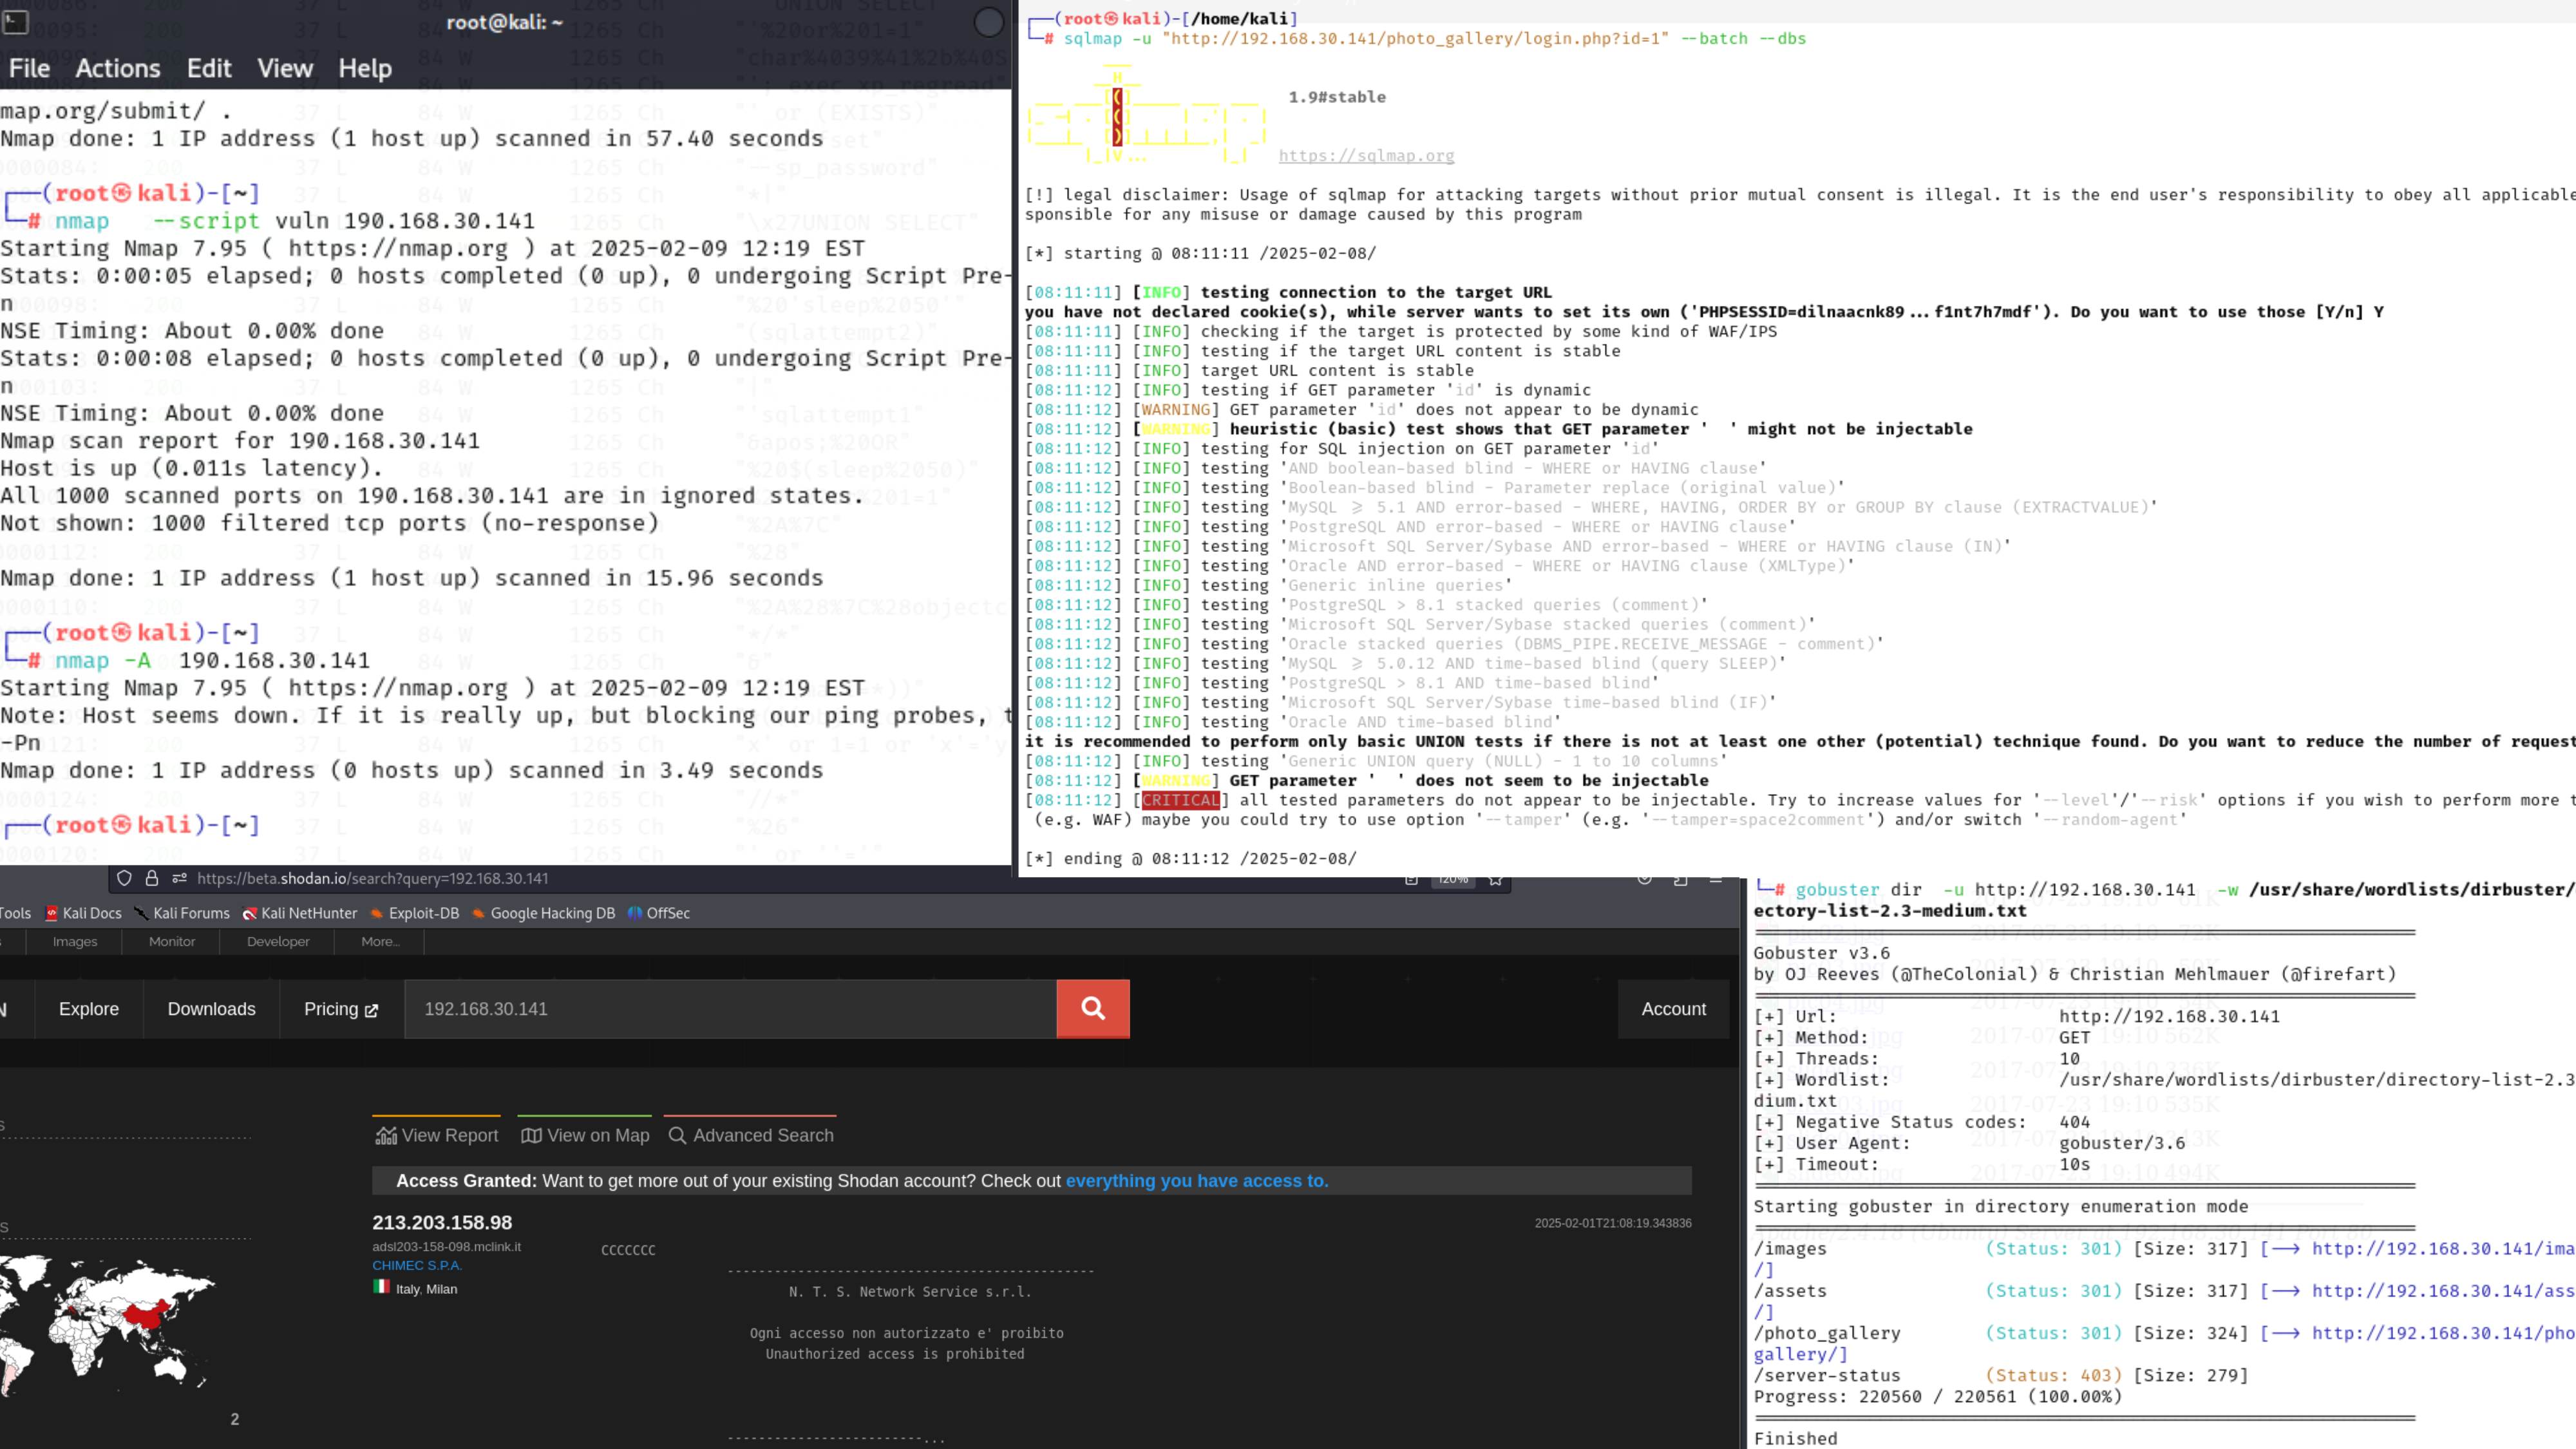 root@kali: ~
File Actions Edit View Help
map.org/submit/ .
Nmap done: 1 IP address (1 host up) scanned in 57.40 seconds
┌──(root㉿kali)-[~]
└─# nmap --script vuln 190.168.30.141
Starting Nmap 7.95 ( https://nmap.org ) at 2025-02-09 12:19 EST
Stats: 0:00:05 elapsed; 0 hosts completed (0 up), 0 undergoing Script Pre-
n
NSE Timing: About 0.00% done
Stats: 0:00:08 elapsed; 0 hosts completed (0 up), 0 undergoing Script Pre-
n
NSE Timing: About 0.00% done
Nmap scan report for 190.168.30.141
Host is up (0.011s latency).
All 1000 scanned ports on 190.168.30.141 are in ignored states.
Not shown: 1000 filtered tcp ports (no-response)
Nmap done: 1 IP address (1 host up) scanned in 15.96 seconds
┌──(root㉿kali)-[~]
└─# nmap -A 190.168.30.141
Starting Nmap 7.95 ( https://nmap.org ) at 2025-02-09 12:19 EST
Note: Host seems down. If it is really up, but blocking our ping probes, t
-Pn
Nmap done: 1 IP address (0 hosts up) scanned in 3.49 seconds
┌──(root㉿kali)-[~]
┌──(root㉿kali)-[/home/kali]
└─# sqlmap -u "http://192.168.30.141/photo_gallery/login.php?id=1" --batch --dbs
1.9#stable
https://sqlmap.org
[!] legal disclaimer: Usage of sqlmap for attacking targets without prior mutual consent is illegal. It is the end user's responsibility to obey all applicable
sponsible for any misuse or damage caused by this program
[*] starting @ 08:11:11 /2025-02-08/
[08:11:11] [INFO] testing connection to the target URL
you have not declared cookie(s), while server wants to set its own ('PHPSESSID=dilnaacnk89...f1nt7h7mdf'). Do you want to use those [Y/n] Y
[08:11:11] [INFO] checking if the target is protected by some kind of WAF/IPS
[08:11:11] [INFO] testing if the target URL content is stable
[08:11:11] [INFO] target URL content is stable
[08:11:12] [INFO] testing if GET parameter 'id' is dynamic
[08:11:12] [WARNING] GET parameter 'id' does not appear to be dynamic
[08:11:12] [WARNING] heuristic (basic) test shows that GET parameter '  ' might not be injectable
[08:11:12] [INFO] testing for SQL injection on GET parameter 'id'
[08:11:12] [INFO] testing 'AND boolean-based blind - WHERE or HAVING clause'
[08:11:12] [INFO] testing 'Boolean-based blind - Parameter replace (original value)'
[08:11:12] [INFO] testing 'MySQL ≥ 5.1 AND error-based - WHERE, HAVING, ORDER BY or GROUP BY clause (EXTRACTVALUE)'
[08:11:12] [INFO] testing 'PostgreSQL AND error-based - WHERE or HAVING clause'
[08:11:12] [INFO] testing 'Microsoft SQL Server/Sybase AND error-based - WHERE or HAVING clause (IN)'
[08:11:12] [INFO] testing 'Oracle AND error-based - WHERE or HAVING clause (XMLType)'
[08:11:12] [INFO] testing 'Generic inline queries'
[08:11:12] [INFO] testing 'PostgreSQL > 8.1 stacked queries (comment)'
[08:11:12] [INFO] testing 'Microsoft SQL Server/Sybase stacked queries (comment)'
[08:11:12] [INFO] testing 'Oracle stacked queries (DBMS_PIPE.RECEIVE_MESSAGE - comment)'
[08:11:12] [INFO] testing 'MySQL ≥ 5.0.12 AND time-based blind (query SLEEP)'
[08:11:12] [INFO] testing 'PostgreSQL > 8.1 AND time-based blind'
[08:11:12] [INFO] testing 'Microsoft SQL Server/Sybase time-based blind (IF)'
[08:11:12] [INFO] testing 'Oracle AND time-based blind'
it is recommended to perform only basic UNION tests if there is not at least one other (potential) technique found. Do you want to reduce the number of request
[08:11:12] [INFO] testing 'Generic UNION query (NULL) - 1 to 10 columns'
[08:11:12] [WARNING] GET parameter '  ' does not seem to be injectable
[08:11:12] [CRITICAL] all tested parameters do not appear to be injectable. Try to increase values for '--level'/'--risk' options if you wish to perform more t
(e.g. WAF) maybe you could try to use option '--tamper' (e.g. '--tamper=space2comment') and/or switch '--random-agent'
[*] ending @ 08:11:12 /2025-02-08/
https://beta.shodan.io/search?query=192.168.30.141
120%
Tools Kali Docs Kali Forums Kali NetHunter Exploit-DB Google Hacking DB OffSec
Images Monitor Developer More...
Explore Downloads Pricing 192.168.30.141 Account
View Report View on Map Advanced Search
Access Granted: Want to get more out of your existing Shodan account? Check out everything you have access to.
213.203.158.98
2025-02-01T21:08:19.343836
adsl203-158-098.mclink.it
CCCCCCC
CHIMEC S.P.A.
Italy, Milan
----------------------------------------------
N. T. S. Network Service s.r.l.
Ogni accesso non autorizzato e' proibito
Unauthorized access is prohibited
-------------------------...
2
└─# gobuster dir -u http://192.168.30.141 -w /usr/share/wordlists/dirbuster/
ectory-list-2.3-medium.txt
Gobuster v3.6
by OJ Reeves (@TheColonial) & Christian Mehlmauer (@firefart)
[+] Url: http://192.168.30.141
[+] Method: GET
[+] Threads: 10
[+] Wordlist: /usr/share/wordlists/dirbuster/directory-list-2.3
dium.txt
[+] Negative Status codes: 404
[+] User Agent: gobuster/3.6
[+] Timeout: 10s
Starting gobuster in directory enumeration mode
/images (Status: 301) [Size: 317] [--> http://192.168.30.141/ima
/]
/assets (Status: 301) [Size: 317] [--> http://192.168.30.141/ass
/]
/photo_gallery (Status: 301) [Size: 324] [--> http://192.168.30.141/pho
gallery/]
/server-status (Status: 403) [Size: 279]
Progress: 220560 / 220561 (100.00%)
Finished